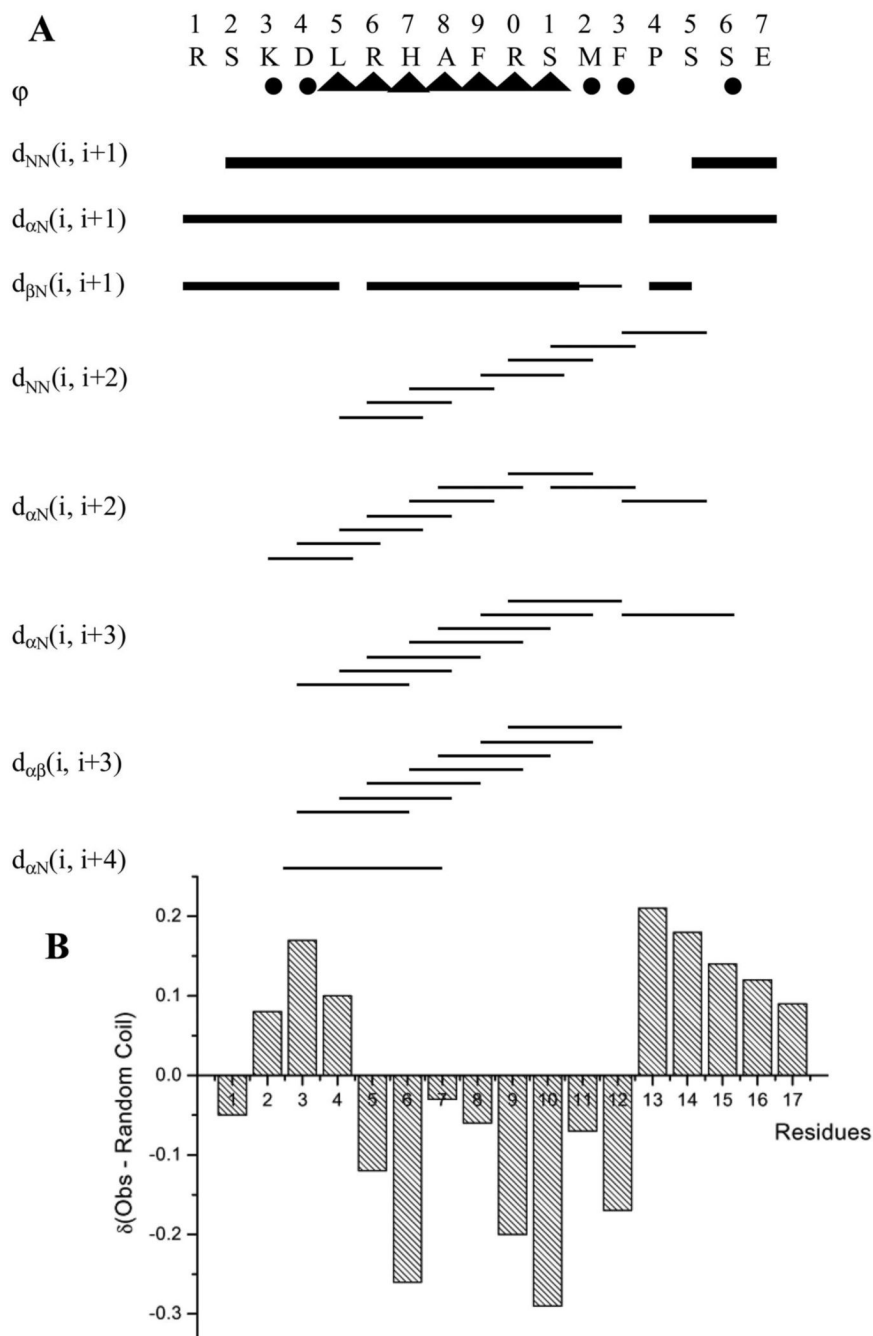 A
1 2 3 4 5 6 7 8 9 0 1 2 3 4 5 6 7
R S K D L R H A F R S M F P S S E
φ
dNN(i, i+1)
dαN(i, i+1)
dβN(i, i+1)
dNN(i, i+2)
dαN(i, i+2)
dαN(i, i+3)
dαβ(i, i+3)
dαN(i, i+4)
B
0.2
0.1
0.0
-0.1
-0.2
-0.3
δ(Obs - Random Coil)
1 2 3 4 5 6 7 8 9 10 11 12 13 14 15 16 17
Residues